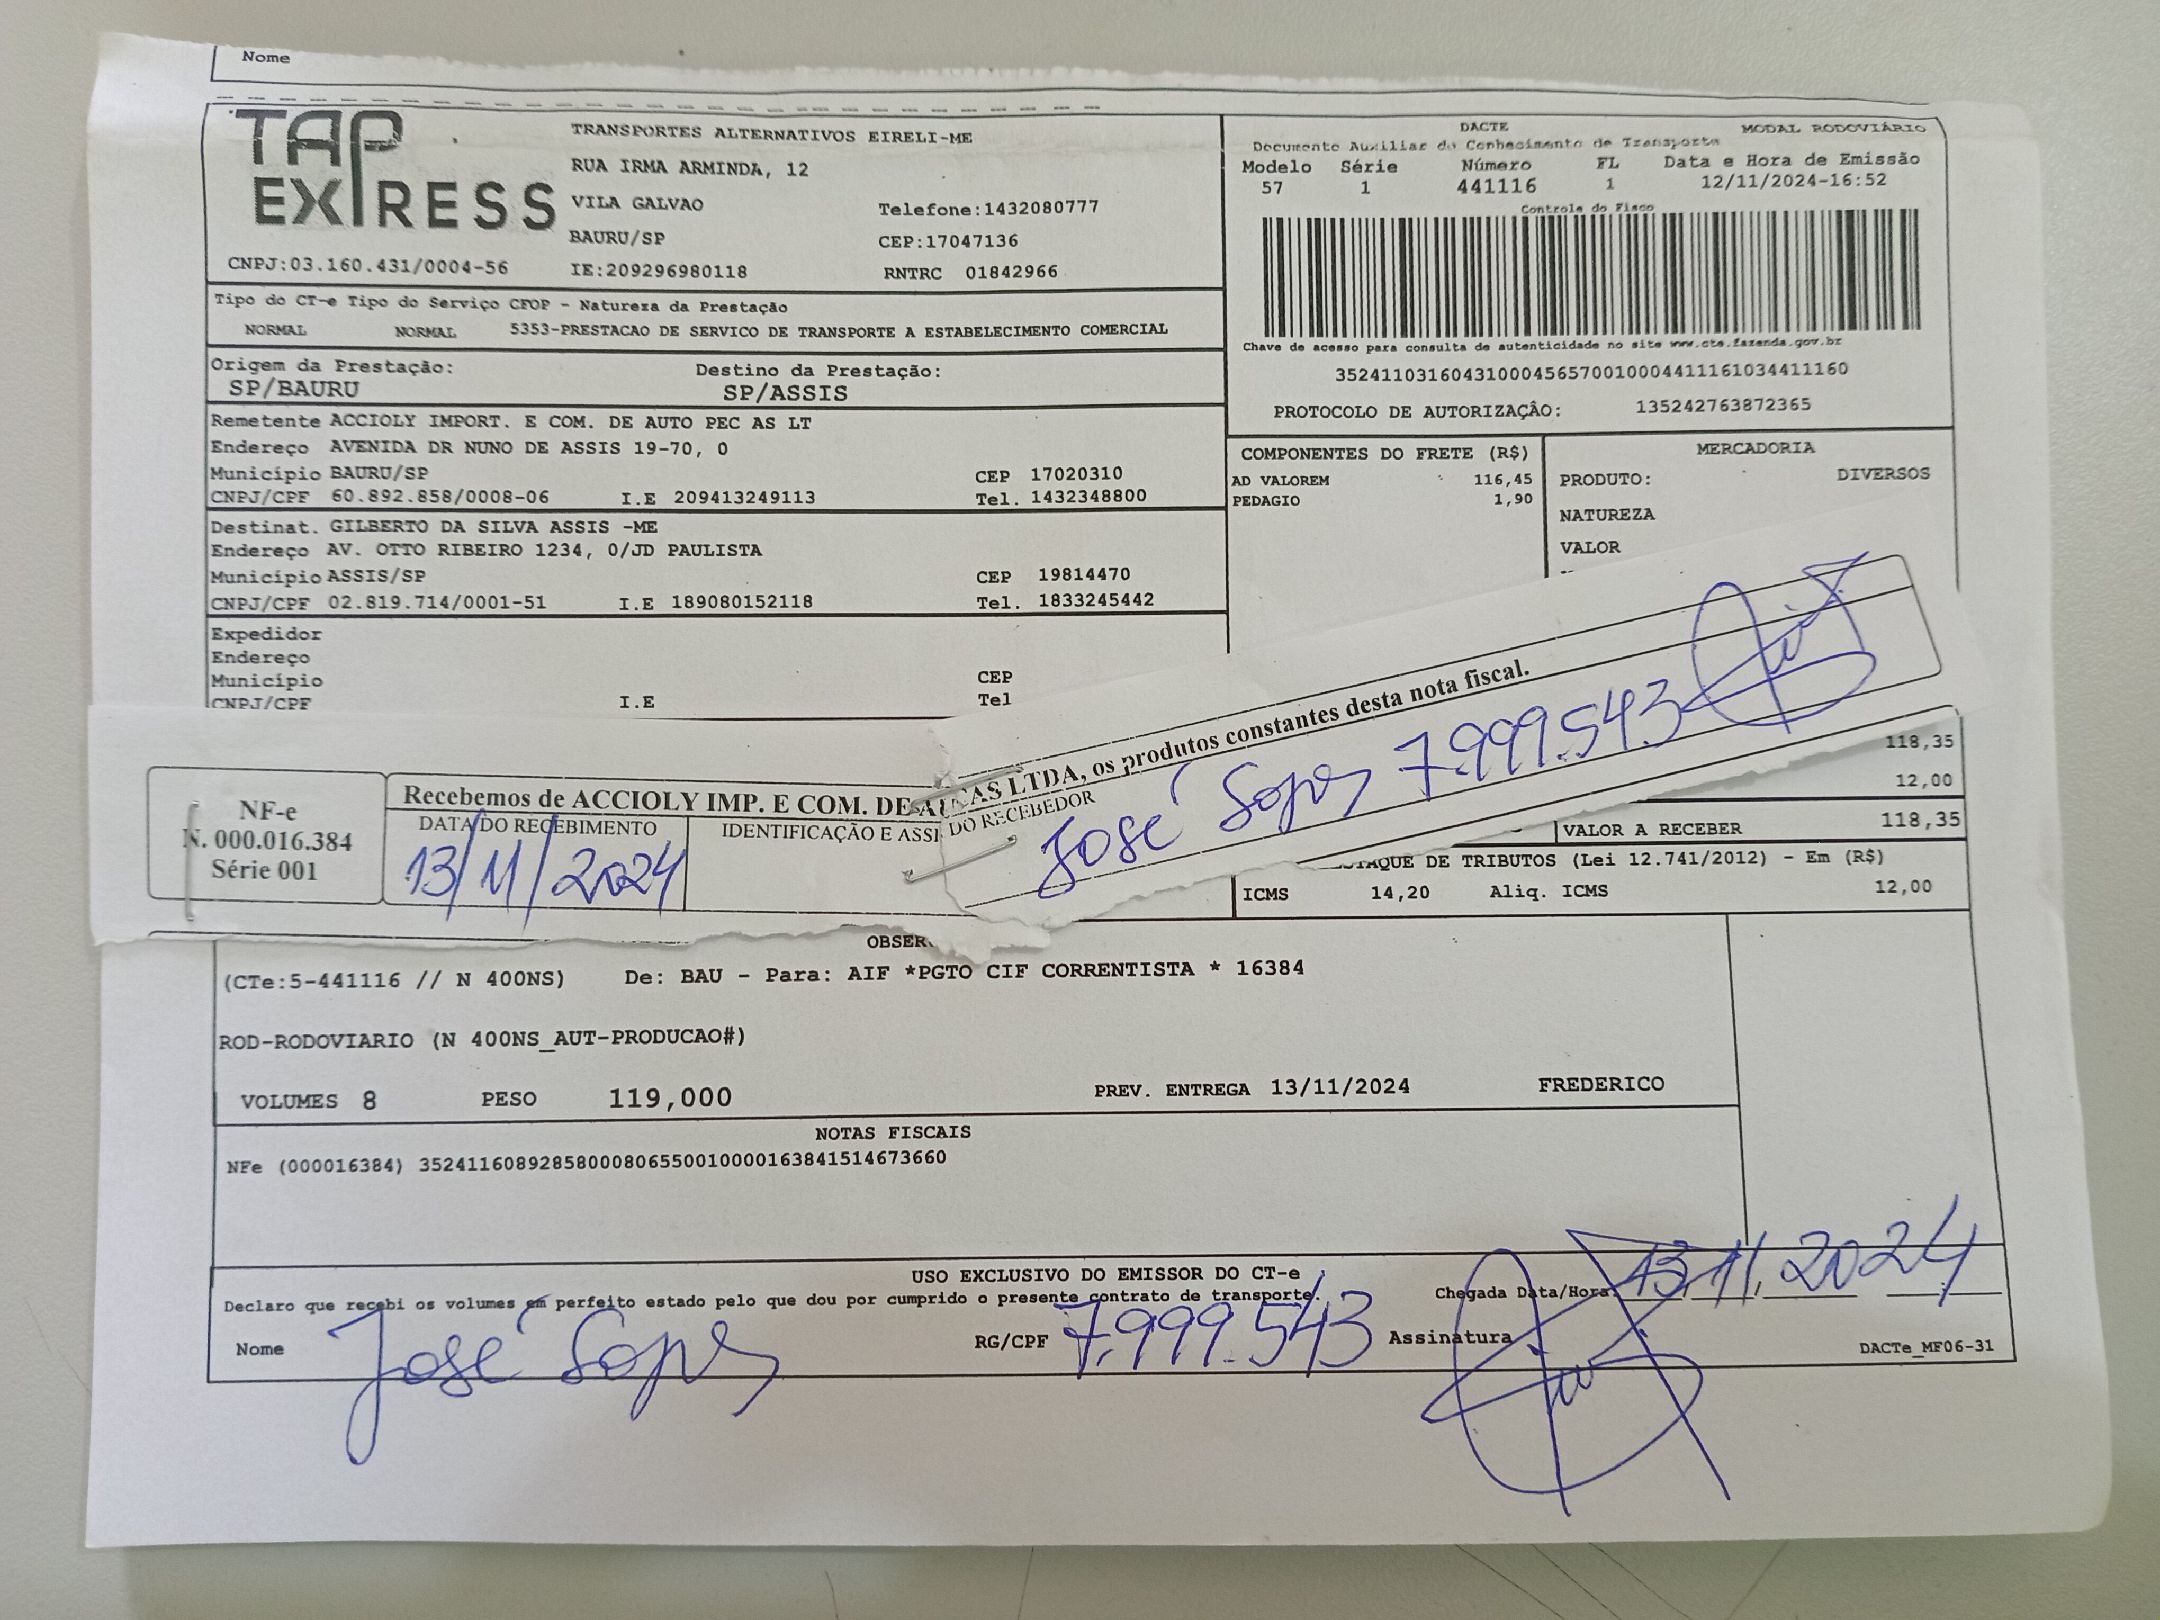 Nome
TAP EXPRESS
TRANSPORTES ALTERNATIVOS EIRELI-ME
RUA IRMA ARMINDA, 12
VILA GALVAO Telefone:1432080777
BAURU/SP CEP:17047136
CNPJ:03.160.431/0004-56 IE:209296980118 RNTRC 01842966
DACTE MODAL RODOVIÁRIO
Documento Auxiliar do Conhecimento de Transporte
Modelo Série Número FL Data e Hora de Emissão
57 1 441116 1 12/11/2024-16:52
Controle do Fisco
Chave de acesso para consulta de autenticidade no site www.cte.fazenda.gov.br
35241103160431000456570010004411161034411160
PROTOCOLO DE AUTORIZAÇÃO: 135242763872365
Tipo do CT-e Tipo do Serviço CFOP - Natureza da Prestação
NORMAL NORMAL 5353-PRESTACAO DE SERVICO DE TRANSPORTE A ESTABELECIMENTO COMERCIAL
Origem da Prestação: Destino da Prestação:
SP/BAURU SP/ASSIS
Remetente ACCIOLY IMPORT. E COM. DE AUTO PEC AS LT
Endereço AVENIDA DR NUNO DE ASSIS 19-70, 0
Município BAURU/SP CEP 17020310
CNPJ/CPF 60.892.858/0008-06 I.E 209413249113 Tel. 1432348800
Destinat. GILBERTO DA SILVA ASSIS -ME
Endereço AV. OTTO RIBEIRO 1234, 0/JD PAULISTA
Município ASSIS/SP CEP 19814470
CNPJ/CPF 02.819.714/0001-51 I.E 189080152118 Tel. 1833245442
Expedidor
Endereço
Município CEP
CNPJ/CPF I.E Tel
COMPONENTES DO FRETE (R$)
AD VALOREM 116,45
PEDAGIO 1,90
MERCADORIA
PRODUTO: DIVERSOS
NATUREZA
VALOR
118,35
12,00
VALOR A RECEBER 118,35
DE TRIBUTOS (Lei 12.741/2012) - Em (R$)
ICMS 14,20 Aliq. ICMS 12,00
NF-e
N. 000.016.384
Série 001
Recebemos de ACCIOLY IMP. E COM. DE
DATA DO RECEBIMENTO IDENTIFICAÇÃO E ASSI
13/11/2024
LTDA, os produtos constantes desta nota fiscal.
DO RECEBEDOR
José Lopes 7.999.543
(CTe:5-441116 // N 400NS) De: BAU - Para: AIF *PGTO CIF CORRENTISTA * 16384
ROD-RODOVIARIO (N 400NS_AUT-PRODUCAO#)
VOLUMES 8 PESO 119,000 PREV. ENTREGA 13/11/2024 FREDERICO
NOTAS FISCAIS
NFe (000016384) 35241160892858000806550010000163841514673660
USO EXCLUSIVO DO EMISSOR DO CT-e
Declaro que recebi os volumes em perfeito estado pelo que dou por cumprido o presente contrato de transporte.
Chegada Data/Hora: 13/11/2024
Nome José Lopes RG/CPF 7.999.543 Assinatura
DACTe_MF06-31